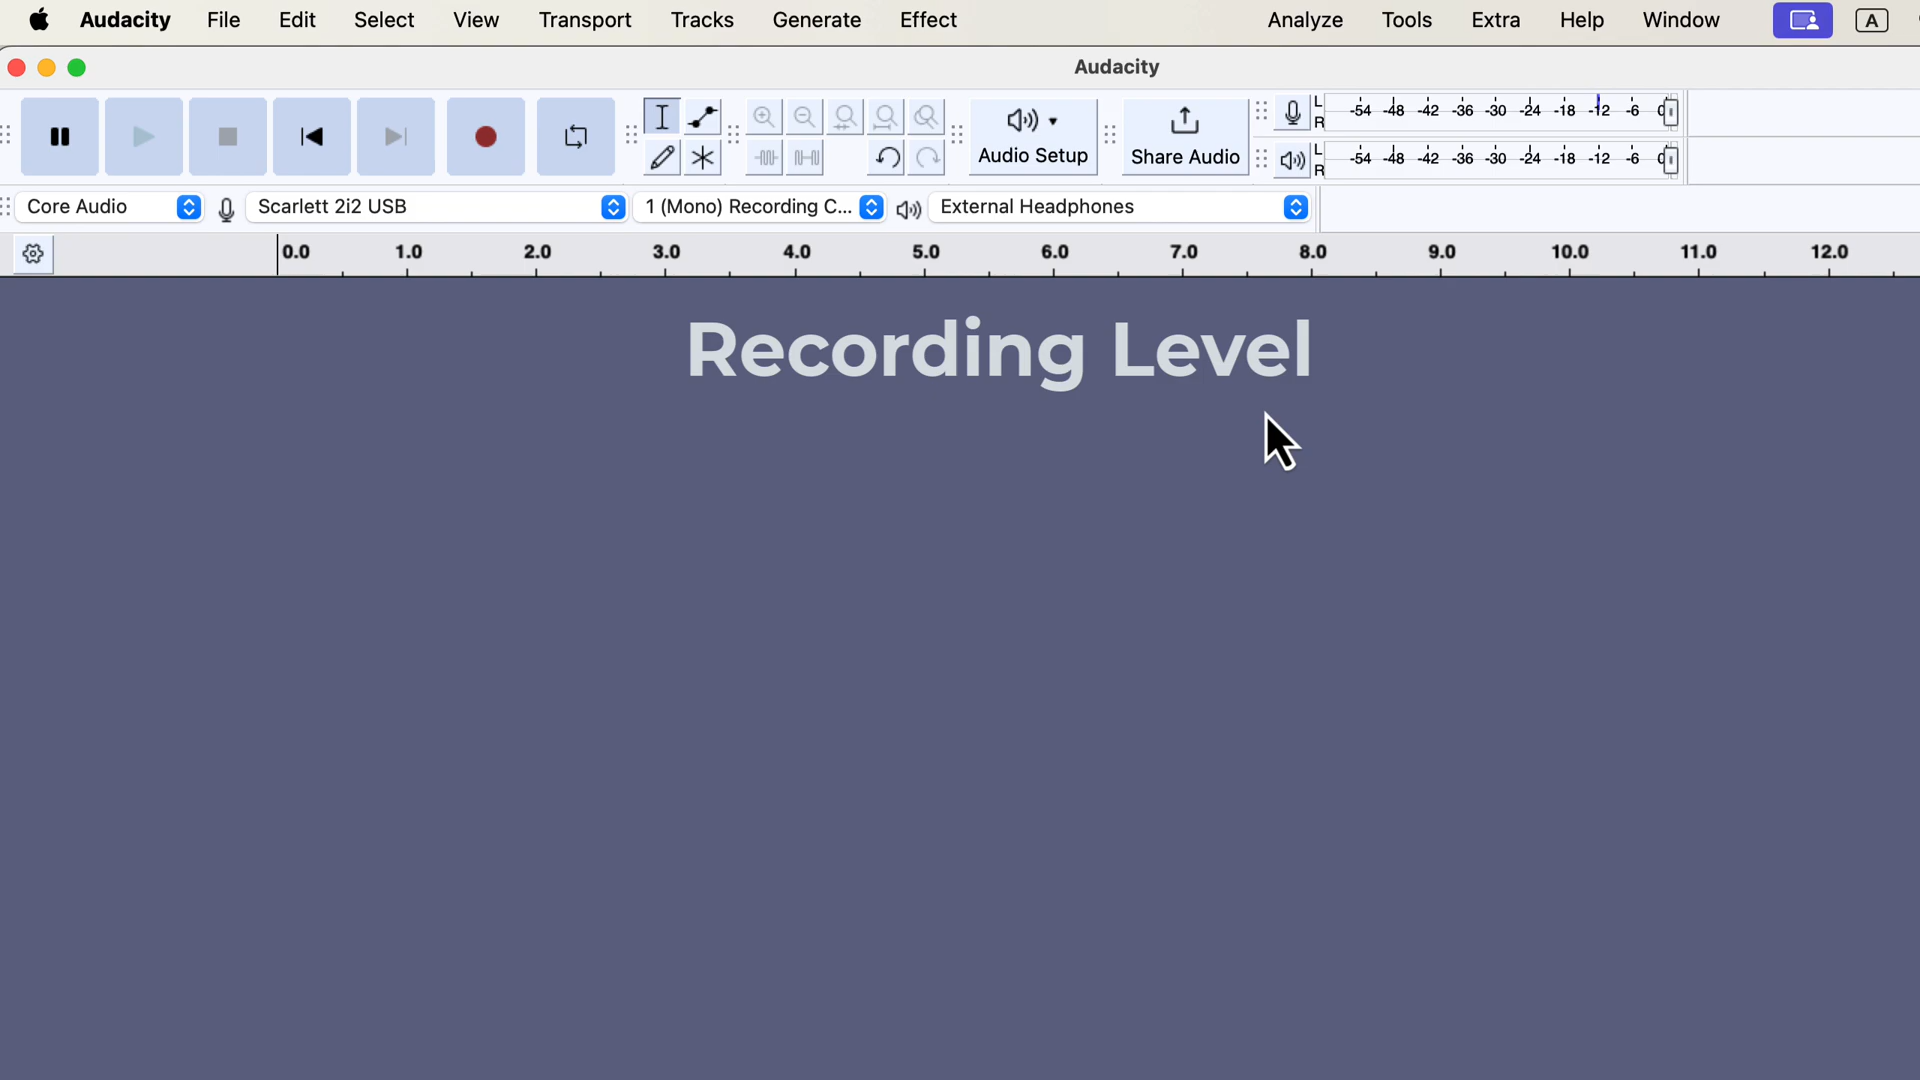 Audacity File Edit Select View Transport Tracks Generate Effect Analyze Tools Extra Help Window A
Audacity
L -54 -48 -42 -36 -30 -24 -18 -12 -6 0
R
Audio Setup
Share Audio
L -54 -48 -42 -36 -30 -24 -18 -12 -6 0
R
Core Audio Scarlett 2i2 USB 1 (Mono) Recording C... External Headphones
0.0 1.0 2.0 3.0 4.0 5.0 6.0 7.0 8.0 9.0 10.0 11.0 12.0
Recording Level